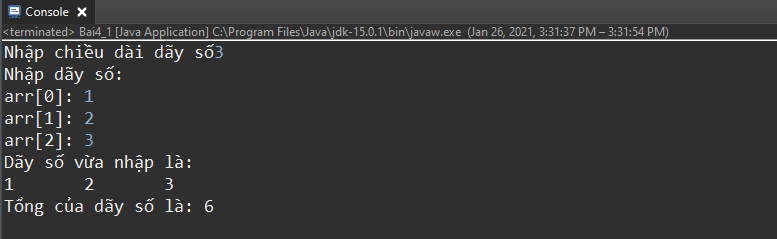 Console
<terminated> Bai4_1 [Java Application] C:\Program Files\Java\jdk-15.0.1\bin\javaw.exe (Jan 26, 2021, 3:31:37 PM – 3:31:54 PM)
Nhập chiều dài dãy số3
Nhập dãy số:
arr[0]: 1
arr[1]: 2
arr[2]: 3
Dãy số vừa nhập là:
1	2	3
Tổng của dãy số là: 6